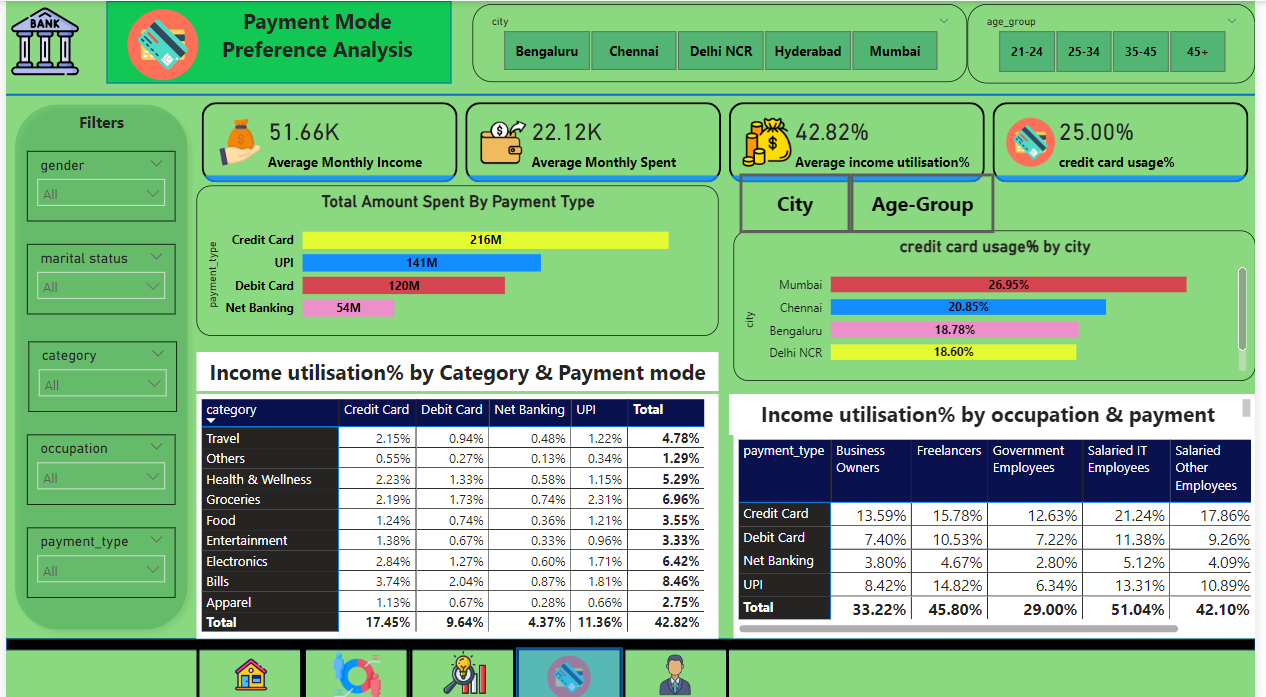 BANK
Payment Mode
Preference Analysis
city
Bengaluru Chennai Delhi NCR Hyderabad Mumbai
age_group
21-24 25-34 35-45 45+
Filters
gender
All
marital status
All
category
All
occupation
All
payment_type
All
51.66K
Average Monthly Income
22.12K
Average Monthly Spent
42.82%
Average income utilisation%
25.00%
credit card usage%
Total Amount Spent By Payment Type
payment_type
Credit Card 216M
UPI 141M
Debit Card 120M
Net Banking 54M
City Age-Group
credit card usage% by city
city
Mumbai 26.95%
Chennai 20.85%
Bengaluru 18.78%
Delhi NCR 18.60%
Income utilisation% by Category & Payment mode
category Credit Card Debit Card Net Banking UPI Total
Travel 2.15% 0.94% 0.48% 1.22% 4.78%
Others 0.55% 0.27% 0.13% 0.34% 1.29%
Health & Wellness 2.23% 1.33% 0.58% 1.15% 5.29%
Groceries 2.19% 1.73% 0.74% 2.31% 6.96%
Food 1.24% 0.74% 0.36% 1.21% 3.55%
Entertainment 1.38% 0.67% 0.33% 0.96% 3.33%
Electronics 2.84% 1.27% 0.60% 1.71% 6.42%
Bills 3.74% 2.04% 0.87% 1.81% 8.46%
Apparel 1.13% 0.67% 0.28% 0.66% 2.75%
Total 17.45% 9.64% 4.37% 11.36% 42.82%
Income utilisation% by occupation & payment
payment_type Business Freelancers Government Salaried IT Salaried
Owners Employees Employees Other
Employees
Credit Card 13.59% 15.78% 12.63% 21.24% 17.86%
Debit Card 7.40% 10.53% 7.22% 11.38% 9.26%
Net Banking 3.80% 4.67% 2.80% 5.12% 4.09%
UPI 8.42% 14.82% 6.34% 13.31% 10.89%
Total 33.22% 45.80% 29.00% 51.04% 42.10%